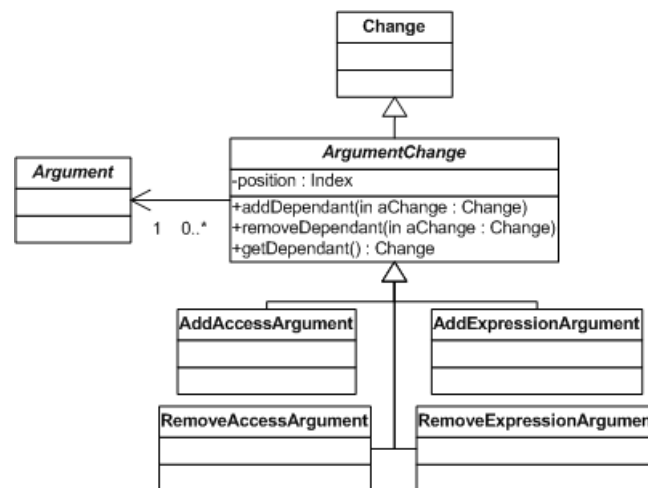 Change
Argument
ArgumentChange
-position : Index
+addDependant(in aChange : Change)
+removeDependant(in aChange : Change)
+getDependant() : Change
1 0..*
AddAccessArgument
AddExpressionArgument
RemoveAccessArgument
RemoveExpressionArgument